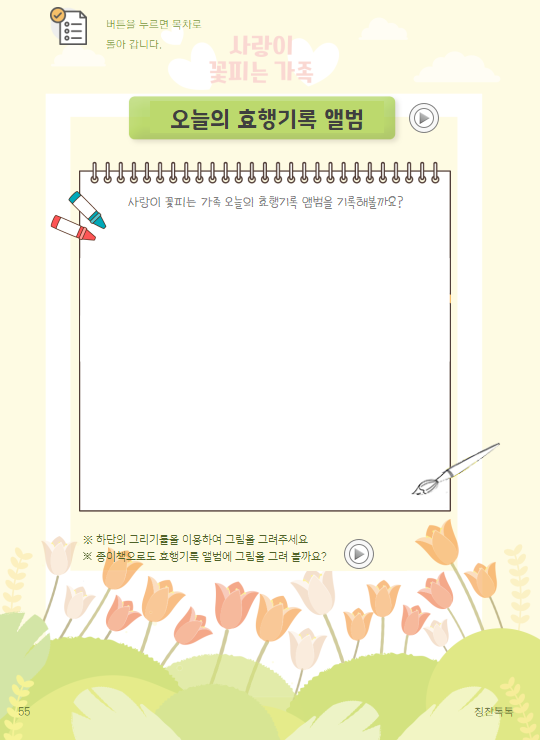 버튼을 누르면 목차로
돌아 갑니다.
사랑이
꽃피는 가족
오늘의 효행기록 앨범
사랑이 꽃피는 가족 오늘의 효행기록 앨범을 기록해볼까요?
※ 하단의 그리기툴을 이용하여 그림을 그려주세요
※ 종이책으로도 효행기록 앨범에 그림을 그려 볼까요?
55
칭찬톡톡